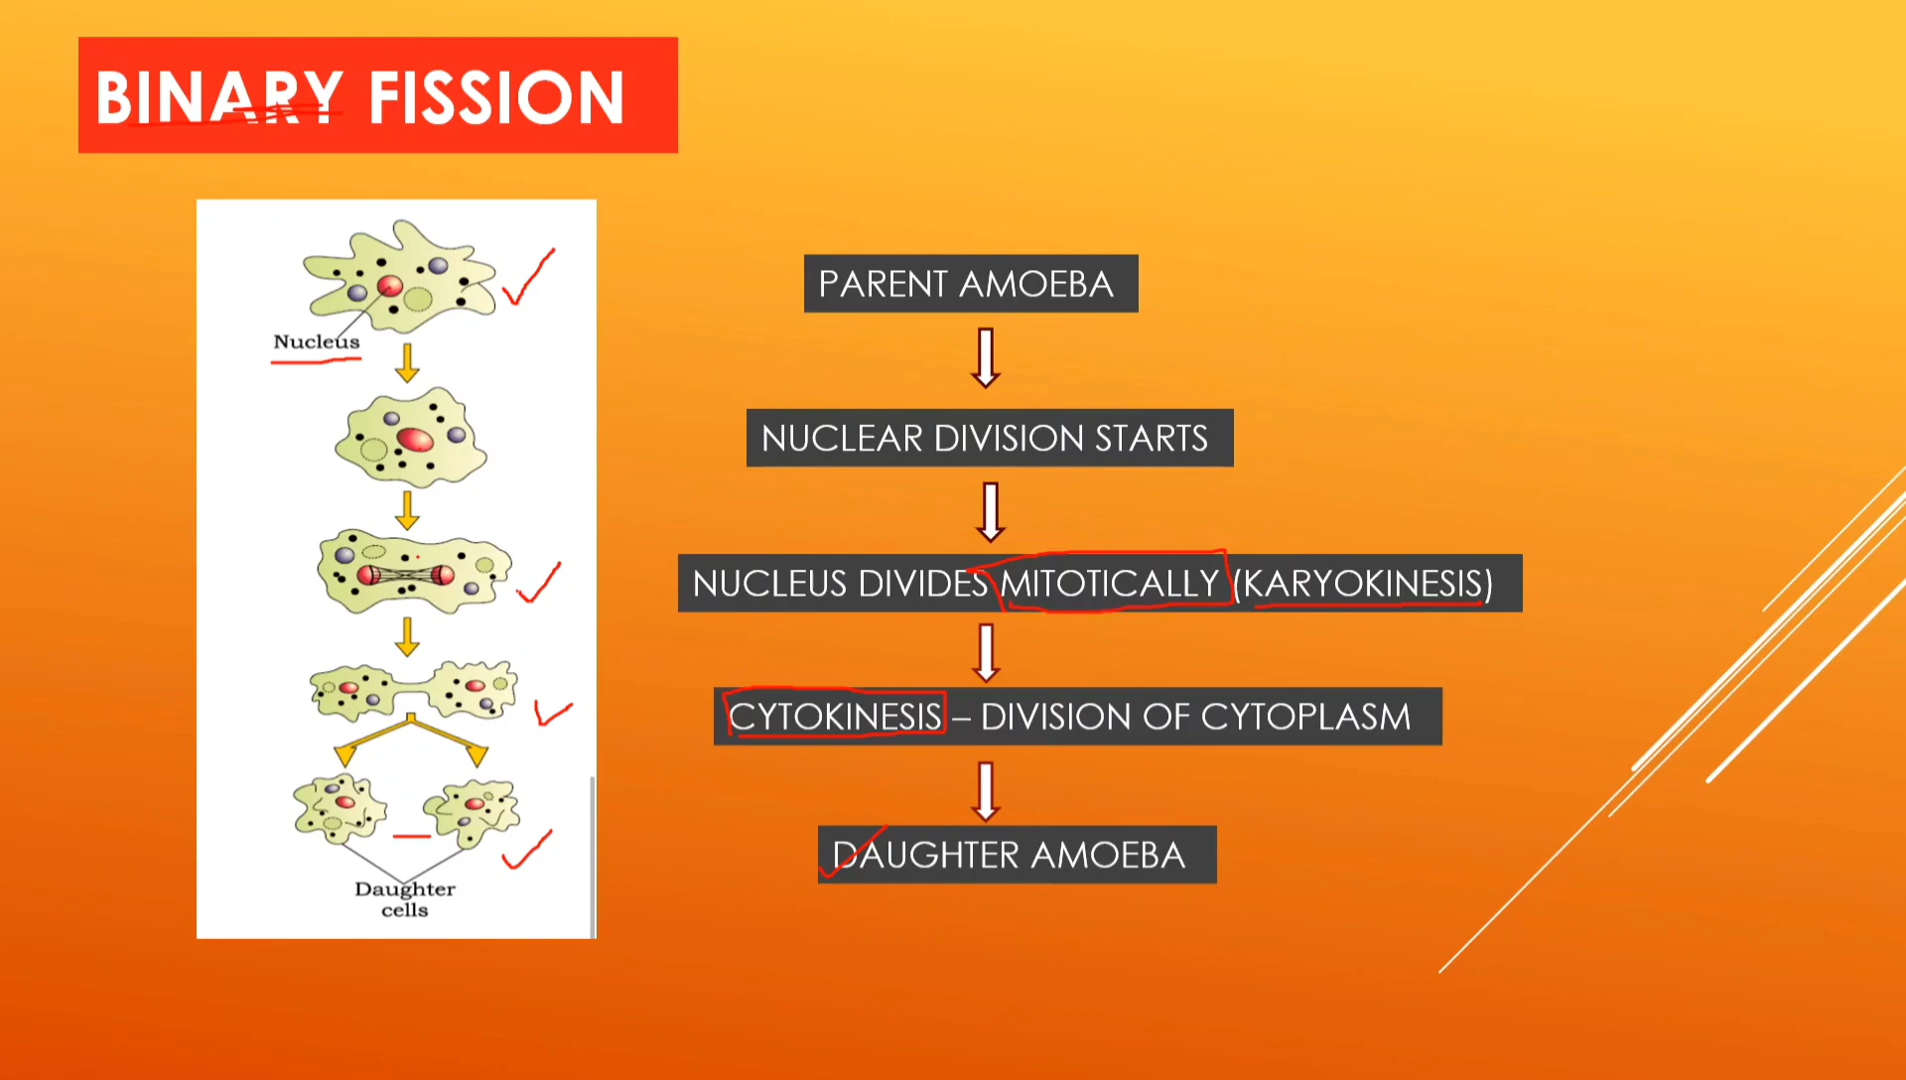 BINARY FISSION
Nucleus
Daughter
cells
PARENT AMOEBA
NUCLEAR DIVISION STARTS
NUCLEUS DIVIDES MITOTICALLY (KARYOKINESIS)
CYTOKINESIS – DIVISION OF CYTOPLASM
DAUGHTER AMOEBA